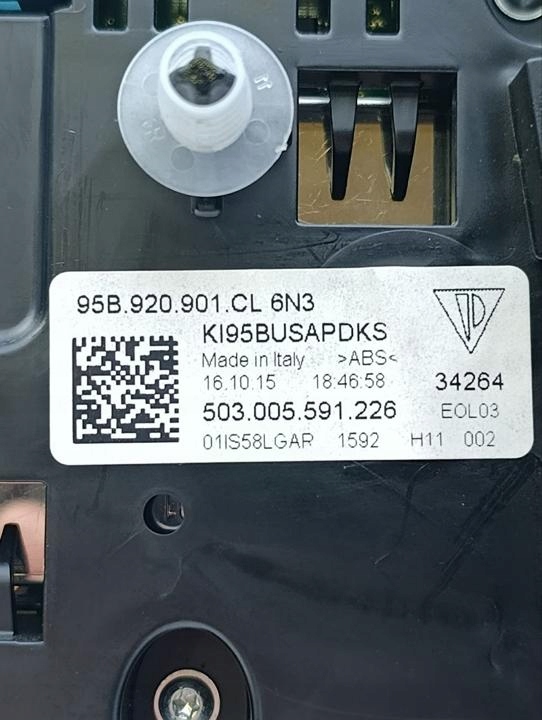 95B.920.901.CL 6N3
KI95BUSAPDKS
Made in Italy >ABS<
16.10.15 18:46:58 34264
503.005.591.226 EOL03
01IS58LGAR 1592 H11 002